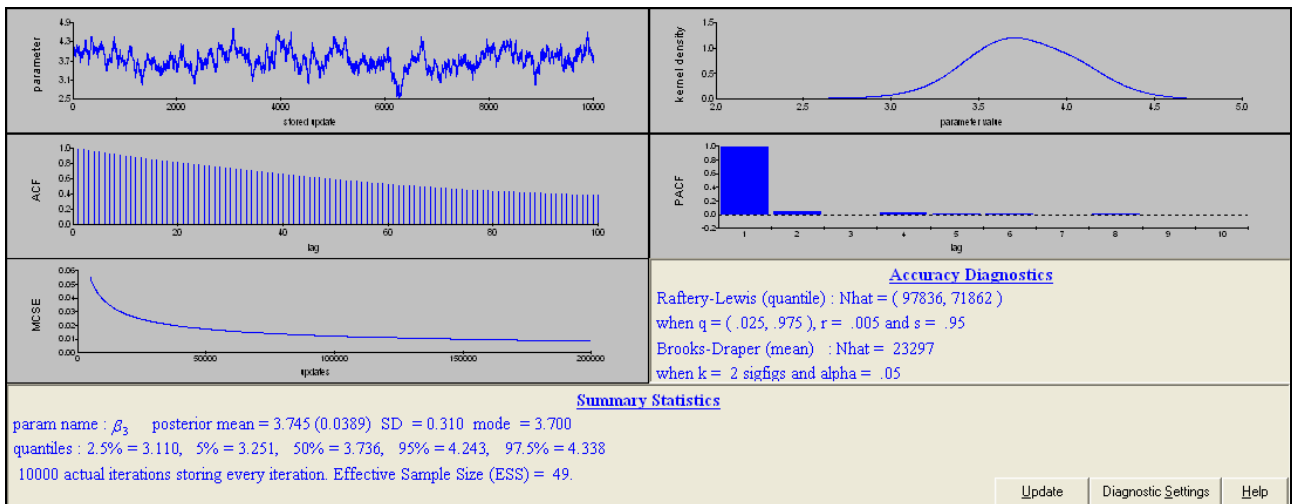 parameter
4.9
4.3
3.7
3.1
2.5
0 2000 4000 6000 8000 10000
stored update
kernel density
1.5
1.0
0.5
0.0
2.0 2.5 3.0 3.5 4.0 4.5 5.0
parameter value
ACF
1.0
0.8
0.6
0.4
0.2
0.0
0 20 40 60 80 100
lag
PACF
1.0
0.8
0.6
0.4
0.2
0.0
-0.2
1 2 3 4 5 6 7 8 9 10
lag
MCSE
0.06
0.05
0.04
0.03
0.02
0.01
0.00
0 50000 100000 150000 200000
updates
Accuracy Diagnostics
Raftery-Lewis (quantile) : Nhat = ( 97836, 71862 )
when q = ( .025, .975 ), r = .005 and s = .95
Brooks-Draper (mean) : Nhat = 23297
when k = 2 sigfigs and alpha = .05
Summary Statistics
param name : β₃ posterior mean = 3.745 (0.0389) SD = 0.310 mode = 3.700
quantiles : 2.5% = 3.110, 5% = 3.251, 50% = 3.736, 95% = 4.243, 97.5% = 4.338
10000 actual iterations storing every iteration. Effective Sample Size (ESS) = 49.
Update Diagnostic Settings Help